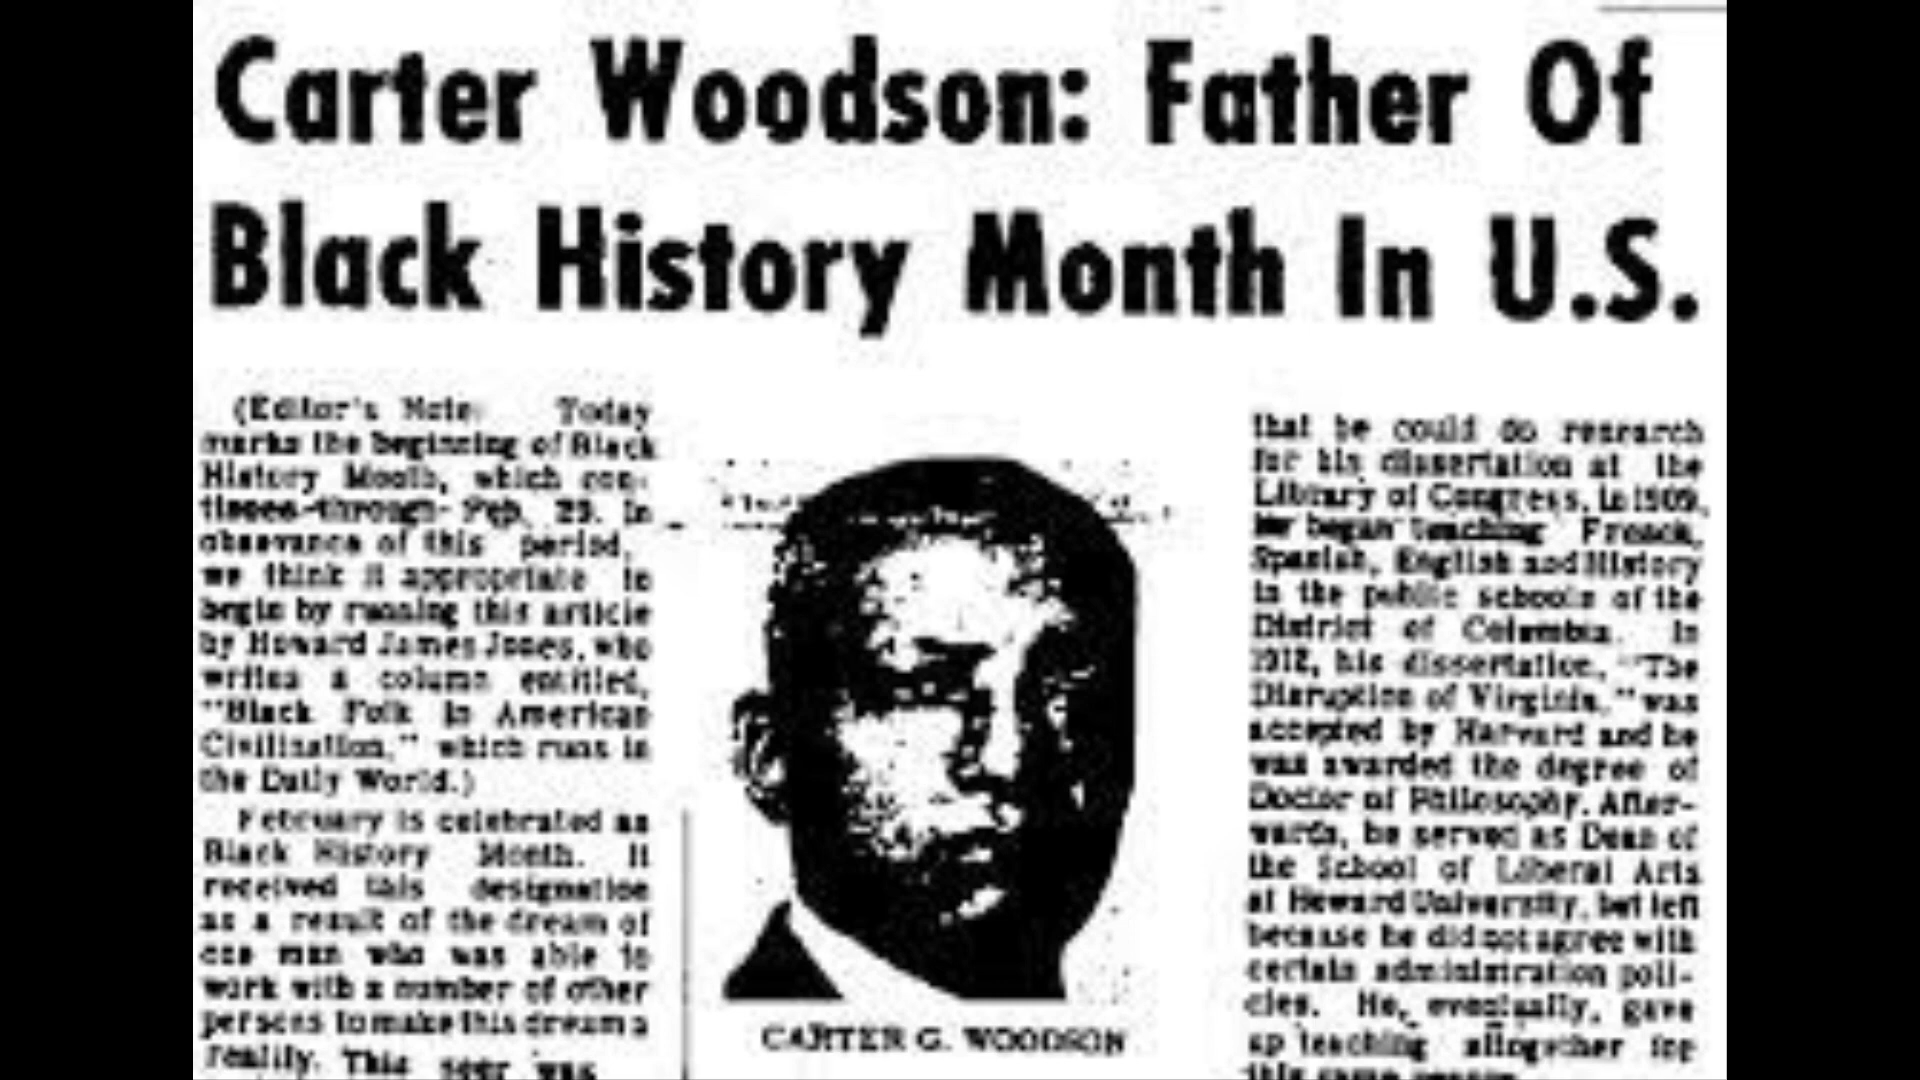 Carter Woodson: Father Of
Black History Month In U.S.
(Editor's Note: Today
marks the beginning of Black
History Month, which con-
tinues through Feb. 29. In
obsevance of this period,
we think it appropriate to
begin by running this article
by Howard James Jones, who
writes a column entitled,
"Black Folk in American
Civilization," which runs in
the Daily World.)
February is celebrated as
Black History Month. It
received this designation
as a result of the dream of
one man who was able to
work with a number of other
persons to make this dream a
reality. This year was
CARTER G. WOODSON
that he could do research
for his dissertation at the
Library of Congress. In 1909,
he began teaching French,
Spanish, English and History
in the public schools of the
District of Columbia. In
1912, his dissertation, "The
Disruption of Virginia," was
accepted by Harvard and he
was awarded the degree of
Doctor of Philosophy. After-
wards, he served as Dean of
the School of Liberal Arts
at Howard University, but left
because he did not agree with
certain administration poli-
cies. He, eventually, gave
up teaching altogether for
this same reason.